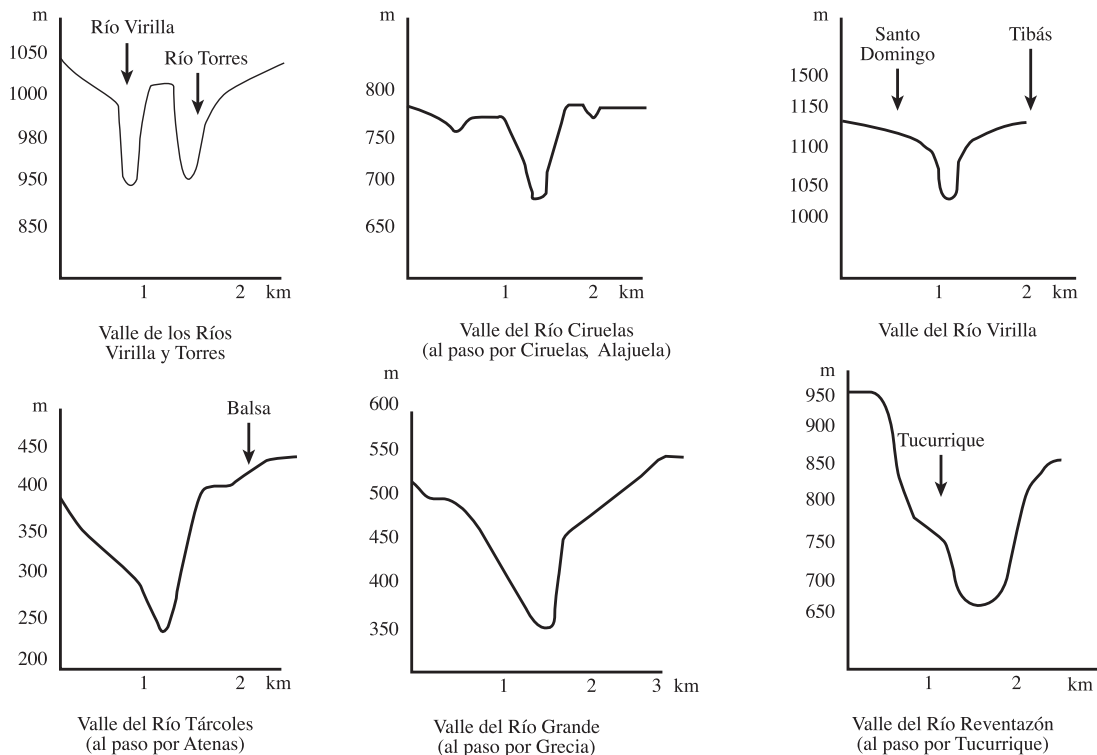 m
1050
1000
980
950
850
Río Virilla
Río Torres
1 2 km
Valle de los Ríos
Virilla y Torres
800
750
700
650
1 2 km
Valle del Río Ciruelas
(al paso por Ciruelas, Alajuela)
m
1500
1150
1100
1050
1000
Santo
Domingo
Tibás
1 2 km
Valle del Río Virilla
m
450
400
350
300
250
200
Balsa
1 2 km
Valle del Río Tárcoles
(al paso por Atenas)
m
600
550
500
450
400
350
1 2 3 km
Valle del Río Grande
(al paso por Grecia)
m
950
900
850
800
750
700
650
Tucurrique
1 2 km
Valle del Río Reventazón
(al paso por Tucurrique)